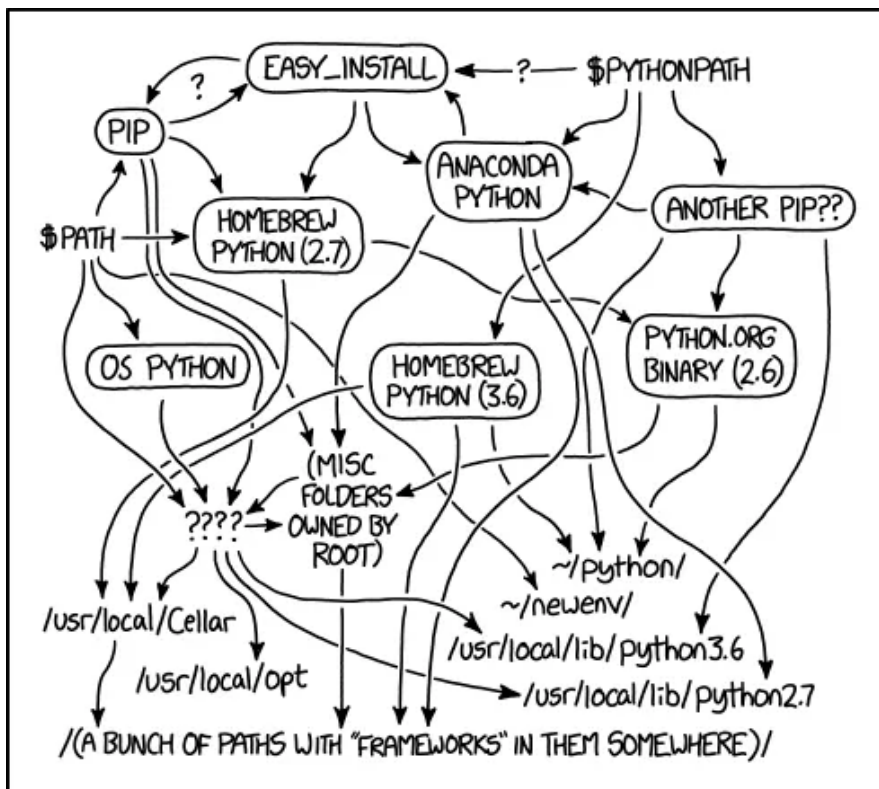 EASY_INSTALL
?
$PYTHONPATH
?
PIP
ANACONDA
PYTHON
ANOTHER PIP??
HOMEBREW
PYTHON (2.7)
$PATH
PYTHON.ORG
BINARY (2.6)
OS PYTHON
HOMEBREW
PYTHON (3.6)
(MISC
FOLDERS
OWNED BY
ROOT)
????
~/python/
~/newenv/
/usr/local/Cellar
/usr/local/lib/python3.6
/usr/local/opt
/usr/local/lib/python2.7
/(A BUNCH OF PATHS WITH "FRAMEWORKS" IN THEM SOMEWHERE)/